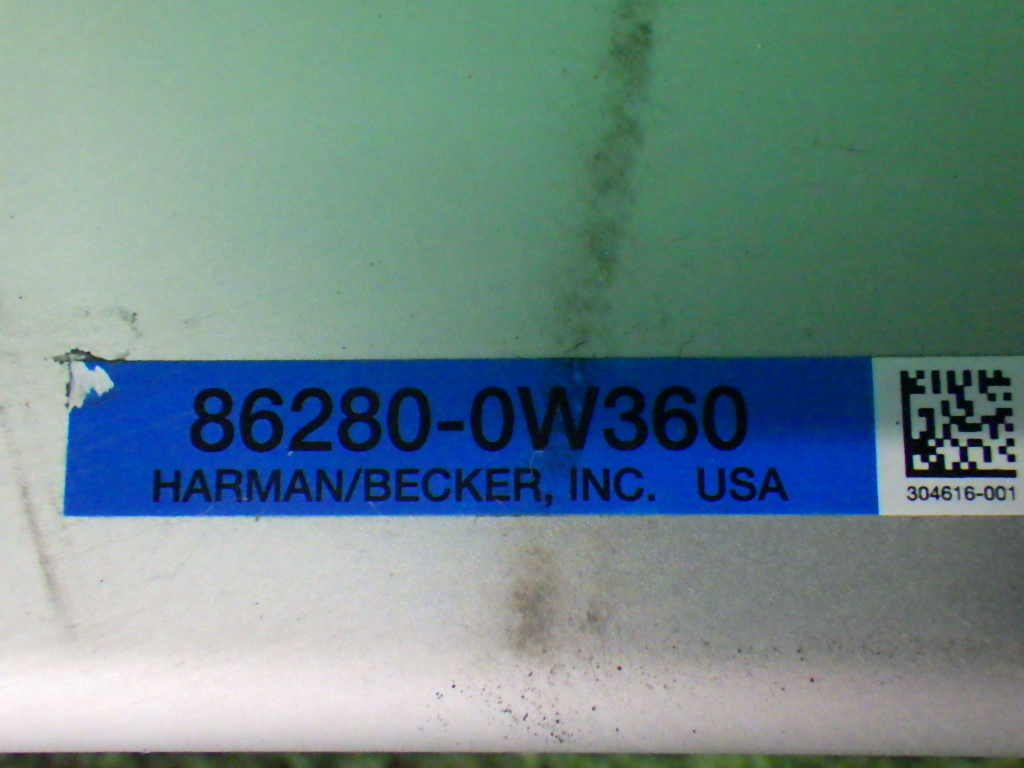 86280-0W360
HARMAN/BECKER, INC. USA
304616-001